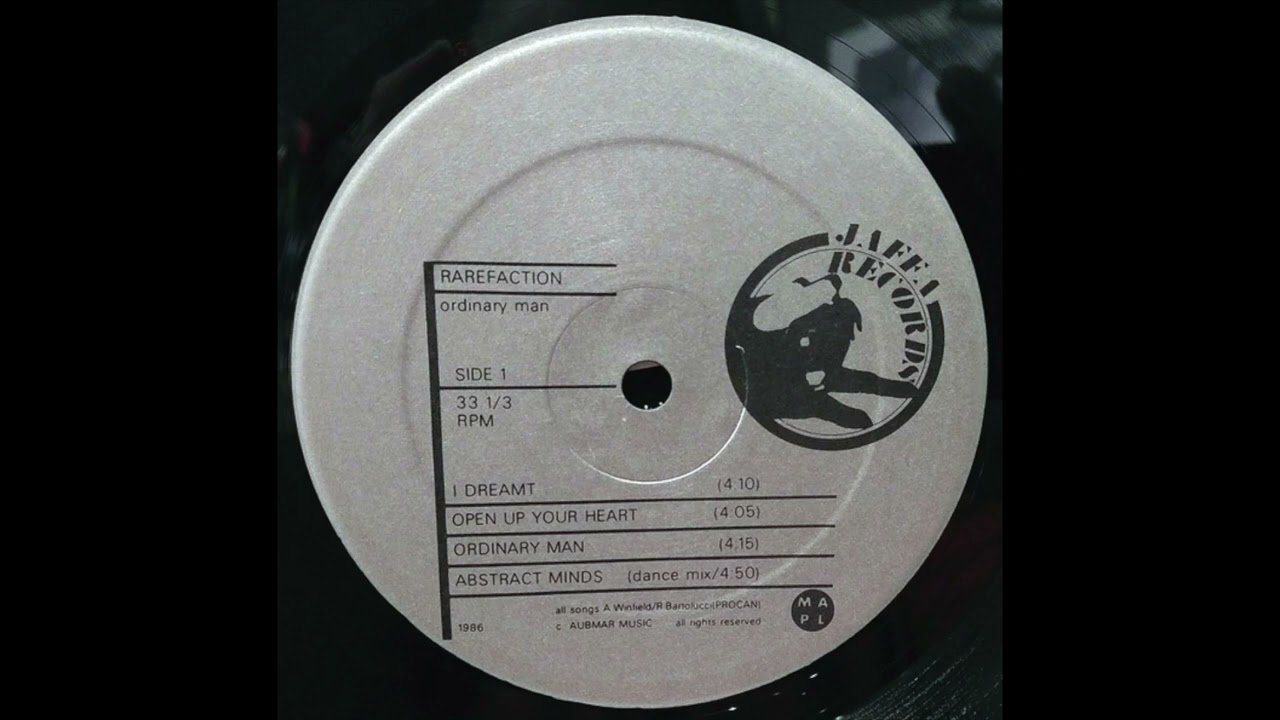 RAREFACTION
ordinary man
SIDE 1
33 1/3
RPM
JAFFA
RECORDS
I DREAMT (4.10)
OPEN UP YOUR HEART (4.05)
ORDINARY MAN (4.15)
ABSTRACT MINDS (dance mix/4:50)
all songs A Winfield/R Bartolucci(PROCAN)
1986 c AUBMAR MUSIC all rights reserved
M A
P L